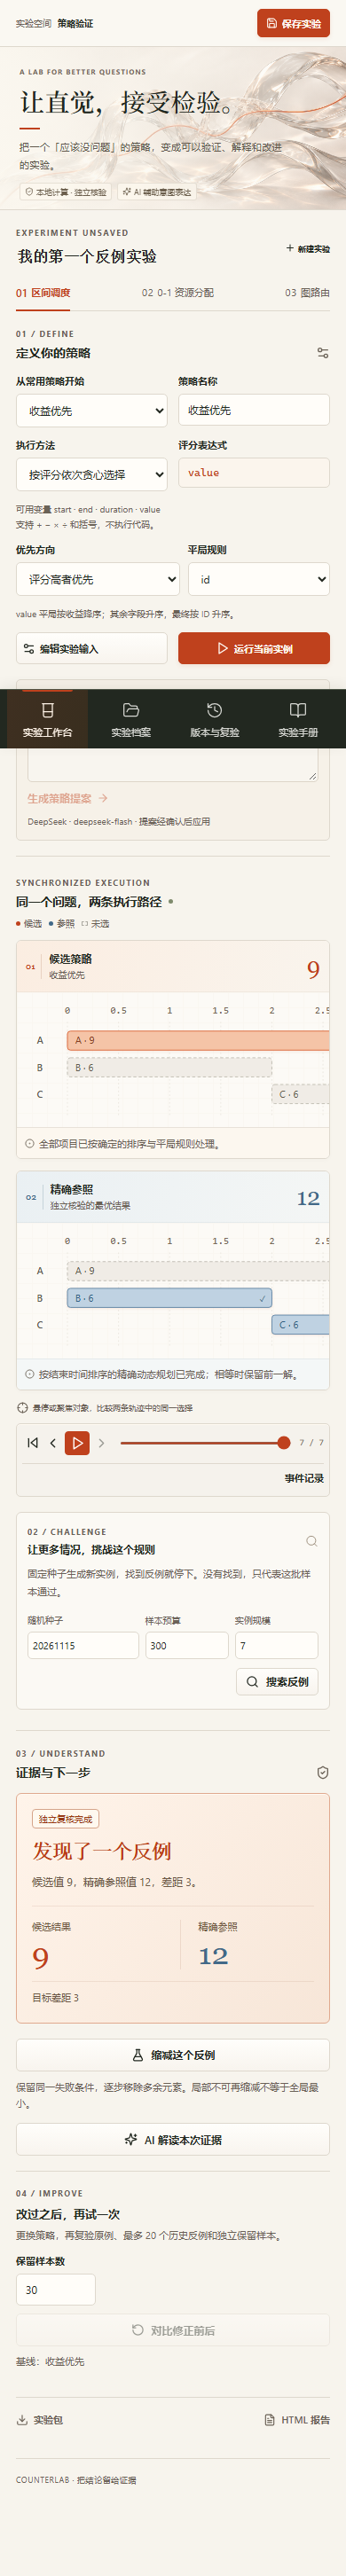 实验空间 策略验证
保存实验
A LAB FOR BETTER QUESTIONS
让直觉，接受检验。
把一个「应该没问题」的策略，变成可以验证、解释和改进
的实验。
本地计算 · 独立核验
AI 辅助意图表达
EXPERIMENT UNSAVED
我的第一个反例实验
新建实验
01 区间调度
02 0-1 资源分配
03 图路由
01 / DEFINE
定义你的策略
从常用策略开始
策略名称
收益优先
收益优先
执行方法
评分表达式
按评分依次贪心选择
value
可用变量 start · end · duration · value
支持 + − × ÷ 和括号，不执行代码。
优先方向
平局规则
评分高者优先
id
value 平局按收益降序；其余字段升序，最终按 ID 升序。
编辑实验输入
运行当前实例
实验工作台
实验档案
版本与复验
实验手册
生成策略提案 →
DeepSeek · deepseek-flash · 提案经确认后应用
SYNCHRONIZED EXECUTION
同一个问题，两条执行路径
候选
参照
未选
01
候选策略
收益优先
9
0 0.5 1 1.5 2 2.5
A
A · 9
B
B · 6
C
C · 6
全部项目已按确定的排序与平局规则处理。
02
精确参照
独立核验的最优结果
12
0 0.5 1 1.5 2 2.5
A
A · 9
B
B · 6 ✓
C
C · 6
按结束时间排序的精确动态规划已完成；相等时保留前一解。
悬停或聚焦对象，比较两条轨迹中的同一选择
7 / 7
事件记录
02 / CHALLENGE
让更多情况，挑战这个规则
固定种子生成新实例，找到反例就停下。没有找到，只代表这批样
本通过。
随机种子
样本预算
实例规模
20261115
300
7
搜索反例
03 / UNDERSTAND
证据与下一步
独立复核完成
发现了一个反例
候选值 9，精确参照值 12，差距 3。
候选结果
精确参照
9
12
目标差距 3
缩减这个反例
保留同一失败条件，逐步移除多余元素。局部不可再缩减不等于全局最
小。
AI 解读本次证据
04 / IMPROVE
改过之后，再试一次
更换策略，再复验原例、最多 20 个历史反例和独立保留样本。
保留样本数
30
对比修正前后
基线：收益优先
实验包
HTML 报告
COUNTERLAB · 把结论留给证据